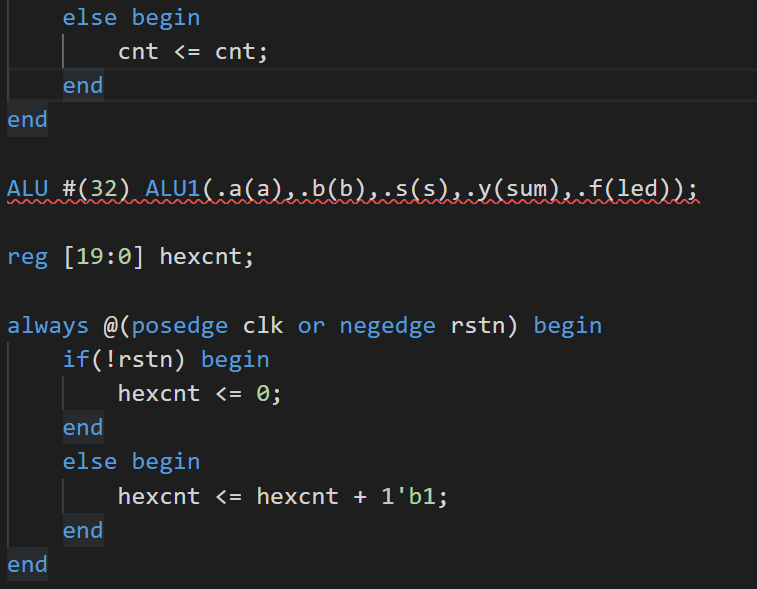 else begin
cnt <= cnt;
end
end
ALU #(32) ALU1(.a(a),.b(b),.s(s),.y(sum),.f(led));
reg [19:0] hexcnt;
always @(posedge clk or negedge rstn) begin
if(!rstn) begin
hexcnt <= 0;
end
else begin
hexcnt <= hexcnt + 1'b1;
end
end